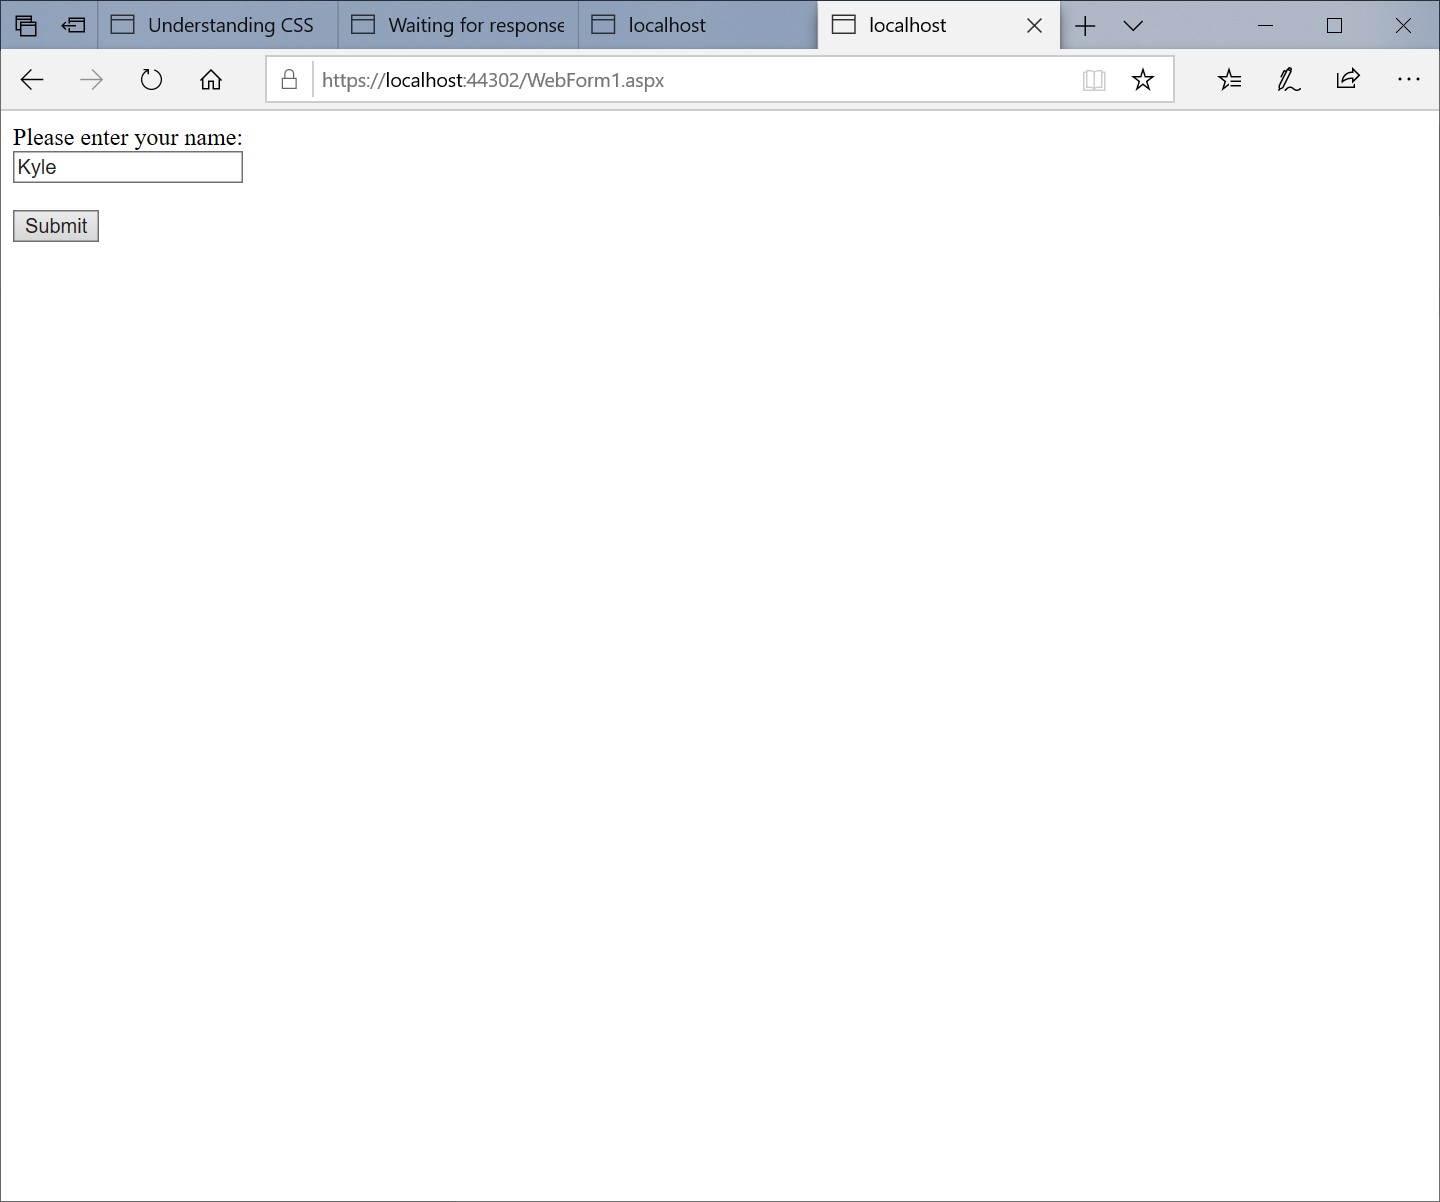 Understanding CSS
Waiting for response
localhost
localhost
https://localhost:44302/WebForm1.aspx
Please enter your name:
Kyle
Submit